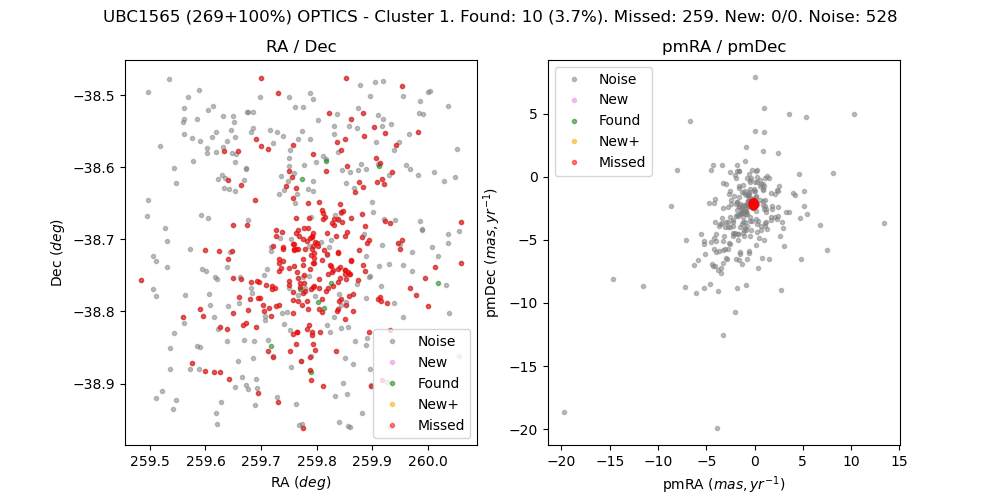 UBC1565 (269+100%) OPTICS - Cluster 1. Found: 10 (3.7%). Missed: 259. New: 0/0. Noise: 528
RA / Dec
pmRA / pmDec
Dec (deg)
−38.5
−38.6
−38.7
−38.8
−38.9
259.5 259.6 259.7 259.8 259.9 260.0
RA (deg)
Noise
New
Found
New+
Missed
pmDec (mas, yr⁻¹)
5
0
−5
−10
−15
−20
−20 −15 −10 −5 0 5 10 15
pmRA (mas, yr⁻¹)
Noise
New
Found
New+
Missed